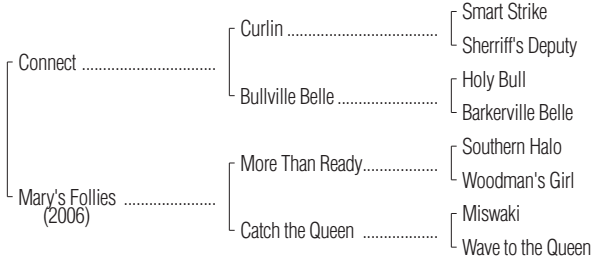 Smart Strike
Curlin
Sherriff's Deputy
Connect
Holy Bull
Bullville Belle
Barkerville Belle
Southern Halo
More Than Ready
Woodman's Girl
Mary's Follies
(2006)
Miswaki
Catch the Queen
Wave to the Queen